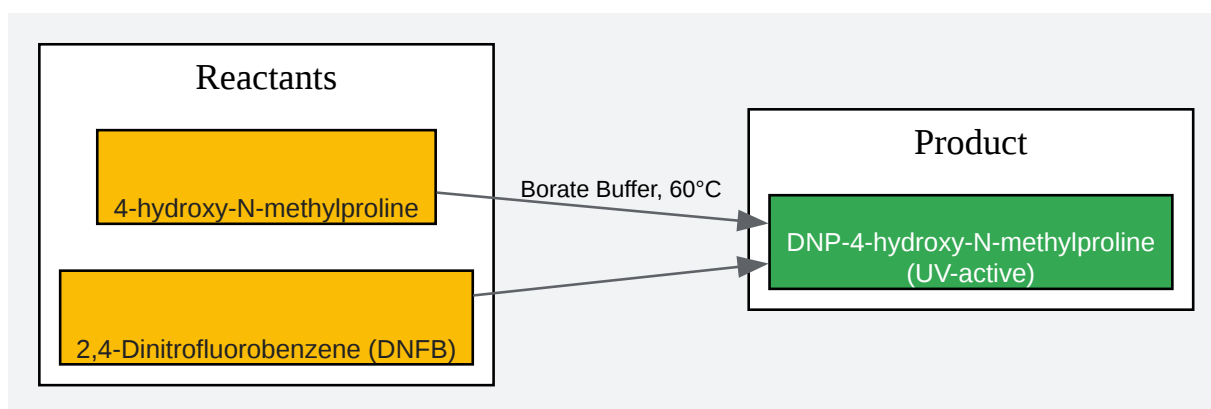 Reactants
4-hydroxy-N-methylproline
2,4-Dinitrofluorobenzene (DNFB)
Borate Buffer, 60°C
Product
DNP-4-hydroxy-N-methylproline
(UV-active)